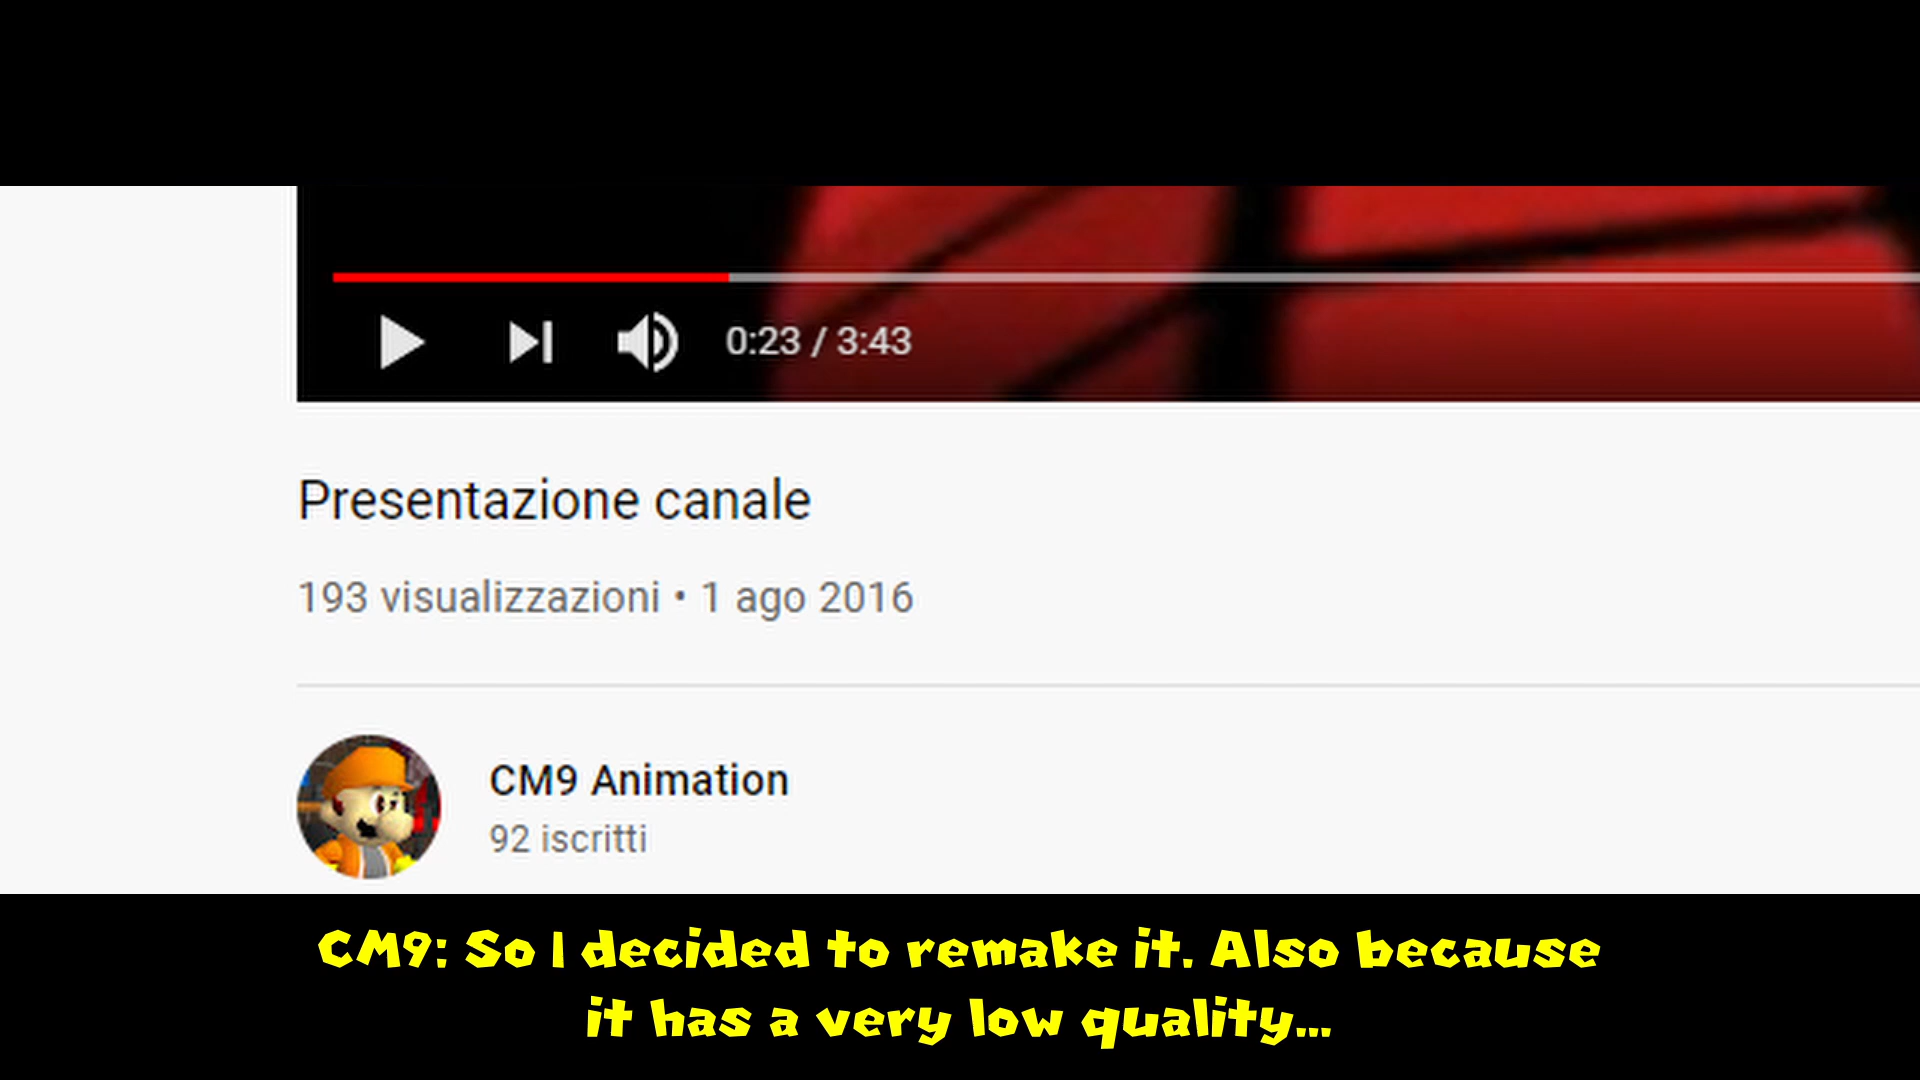 0:23 / 3:43
Presentazione canale
193 visualizzazioni • 1 ago 2016
CM9 Animation
92 iscritti
CM9: So I decided to remake it. Also because
it has a very low quality...